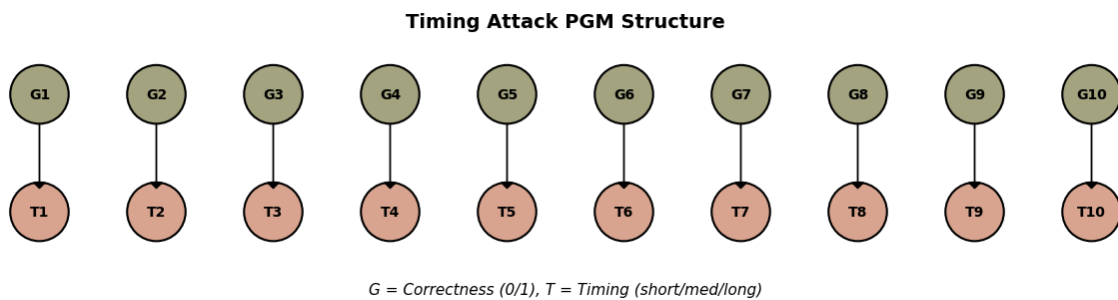 Timing Attack PGM Structure
G1 G2 G3 G4 G5 G6 G7 G8 G9 G10
T1 T2 T3 T4 T5 T6 T7 T8 T9 T10
G = Correctness (0/1), T = Timing (short/med/long)